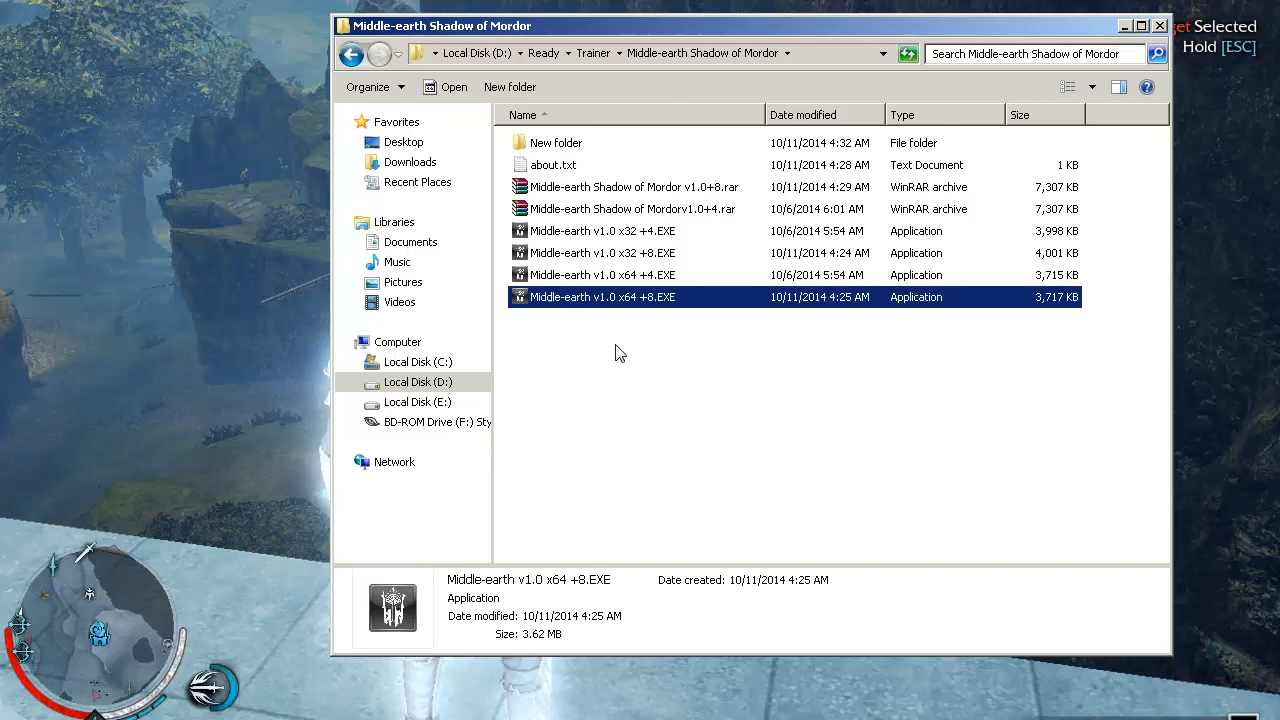 Middle-earth Shadow of Mordor
get Selected
Hold [ESC]
Local Disk (D:) Ready Trainer Middle-earth Shadow of Mordor
Search Middle-earth Shadow of Mordor
Organize Open New folder
Name Date modified Type Size
Favorites
Desktop
Downloads
Recent Places
Libraries
Documents
Music
Pictures
Videos
Computer
Local Disk (C:)
Local Disk (D:)
Local Disk (E:)
BD-ROM Drive (F:) Sty
Network
New folder 10/11/2014 4:32 AM File folder
about.txt 10/11/2014 4:28 AM Text Document 1 KB
Middle-earth Shadow of Mordor v1.0+8.rar 10/11/2014 4:29 AM WinRAR archive 7,307 KB
Middle-earth Shadow of Mordorv1.0+4.rar 10/6/2014 6:01 AM WinRAR archive 7,307 KB
Middle-earth v1.0 x32 +4.EXE 10/6/2014 5:54 AM Application 3,998 KB
Middle-earth v1.0 x32 +8.EXE 10/11/2014 4:24 AM Application 4,001 KB
Middle-earth v1.0 x64 +4.EXE 10/6/2014 5:54 AM Application 3,715 KB
Middle-earth v1.0 x64 +8.EXE 10/11/2014 4:25 AM Application 3,717 KB
Middle-earth v1.0 x64 +8.EXE Date created: 10/11/2014 4:25 AM
Application
Date modified: 10/11/2014 4:25 AM
Size: 3.62 MB